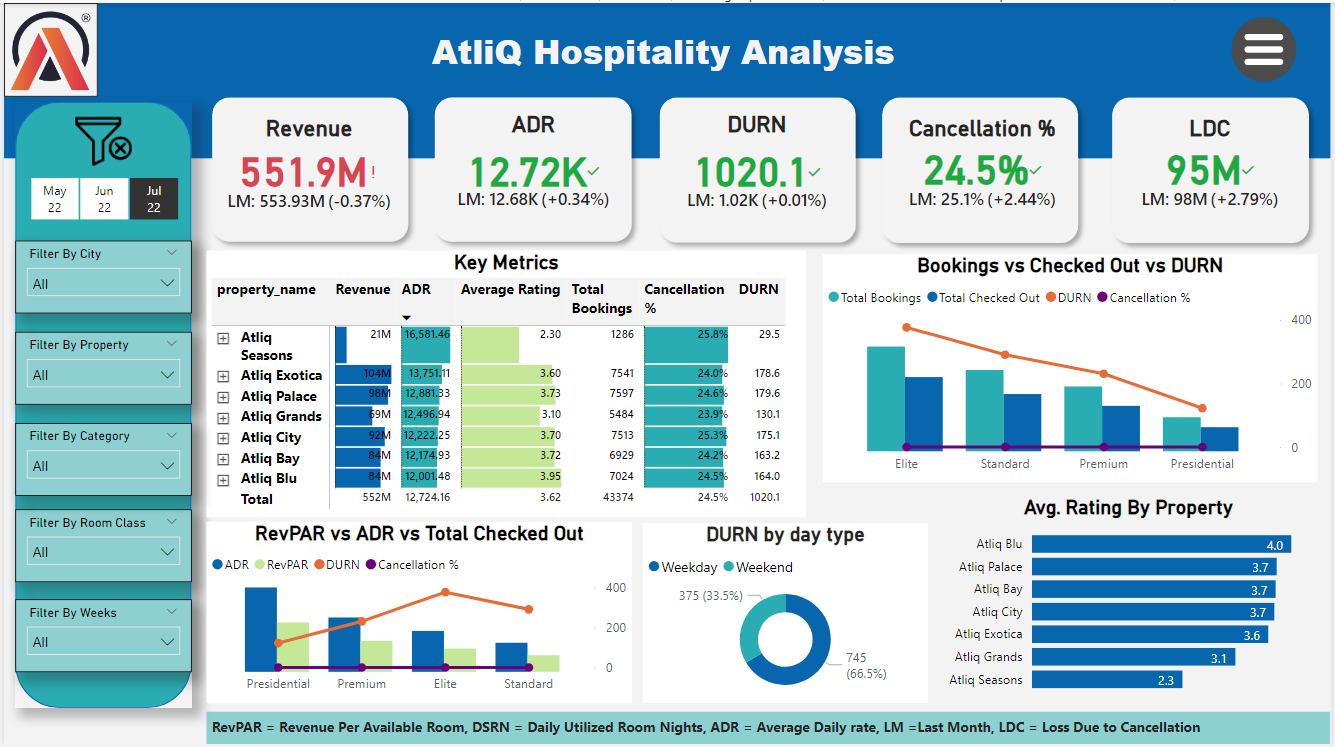 ®
AtliQ Hospitality Analysis
May 22
Jun 22
Jul 22
Filter By City
All
Filter By Property
All
Filter By Category
All
Filter By Room Class
All
Filter By Weeks
All
Revenue
551.9M!
LM: 553.93M (-0.37%)
ADR
12.72K
LM: 12.68K (+0.34%)
DURN
1020.1
LM: 1.02K (+0.01%)
Cancellation %
24.5%
LM: 25.1% (+2.44%)
LDC
95M
LM: 98M (+2.79%)
Key Metrics
property_name Revenue ADR Average Rating Total Bookings Cancellation % DURN
Atliq Seasons 21M 16,581.46 2.30 1286 25.8% 29.5
Atliq Exotica 104M 13,751.11 3.60 7541 24.0% 178.6
Atliq Palace 98M 12,881.33 3.73 7597 24.6% 179.6
Atliq Grands 69M 12,496.94 3.10 5484 23.9% 130.1
Atliq City 92M 12,222.25 3.70 7513 25.3% 175.1
Atliq Bay 84M 12,174.93 3.72 6929 24.2% 163.2
Atliq Blu 84M 12,001.48 3.95 7024 24.5% 164.0
Total 552M 12,724.16 3.62 43374 24.5% 1020.1
Bookings vs Checked Out vs DURN
Total Bookings Total Checked Out DURN Cancellation %
400
200
0
Elite Standard Premium Presidential
RevPAR vs ADR vs Total Checked Out
ADR RevPAR DURN Cancellation %
400
200
0
Presidential Premium Elite Standard
DURN by day type
Weekday Weekend
375 (33.5%)
745
(66.5%)
Avg. Rating By Property
Atliq Blu 4.0
Atliq Palace 3.7
Atliq Bay 3.7
Atliq City 3.7
Atliq Exotica 3.6
Atliq Grands 3.1
Atliq Seasons 2.3
RevPAR = Revenue Per Available Room, DSRN = Daily Utilized Room Nights, ADR = Average Daily rate, LM =Last Month, LDC = Loss Due to Cancellation